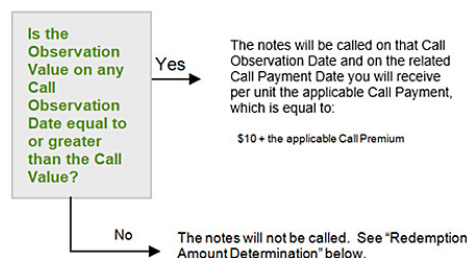 Is the
Observation
Value on any
Call
Observation
Date equal to
or greater
than the Call
Value?
Yes
The notes will be called on that Call
Observation Date and on the related
Call Payment Date you will receive
per unit the applicable Call Payment,
which is equal to:
$10 + the applicable Call Premium
No
The notes will not be called. See “Redemption
Amount Determination” below.